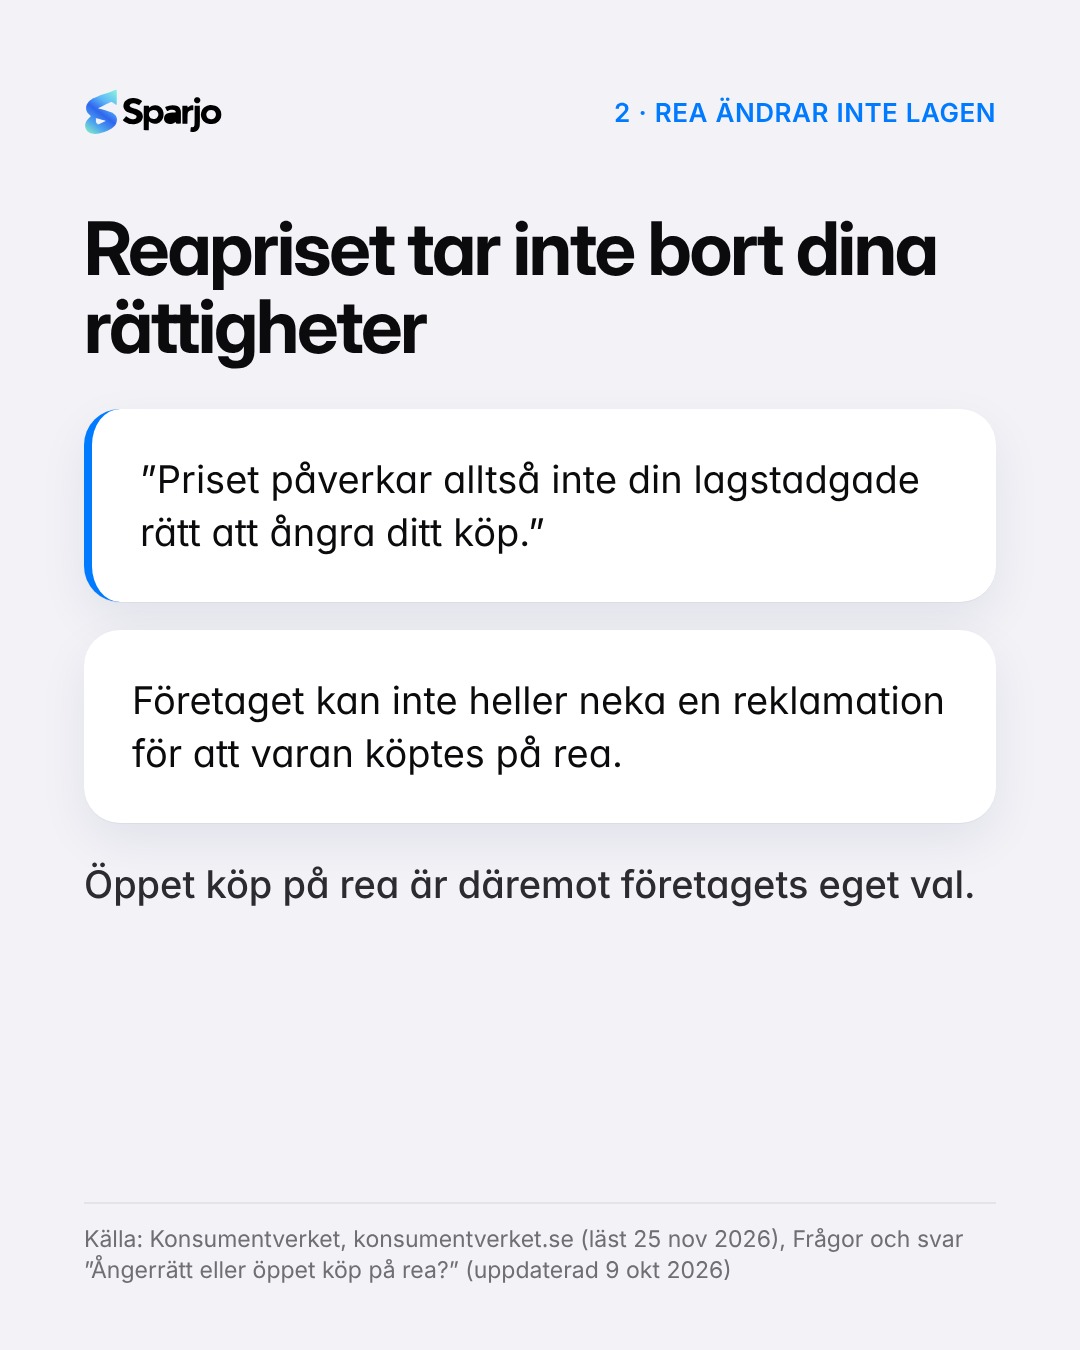 Sparjo
2 · REA ÄNDRAR INTE LAGEN
Reapriset tar inte bort dina
rättigheter
”Priset påverkar alltså inte din lagstadgade
rätt att ångra ditt köp.”
Företaget kan inte heller neka en reklamation
för att varan köptes på rea.
Öppet köp på rea är däremot företagets eget val.
Källa: Konsumentverket, konsumentverket.se (läst 25 nov 2026), Frågor och svar
”Ångerrätt eller öppet köp på rea?” (uppdaterad 9 okt 2026)